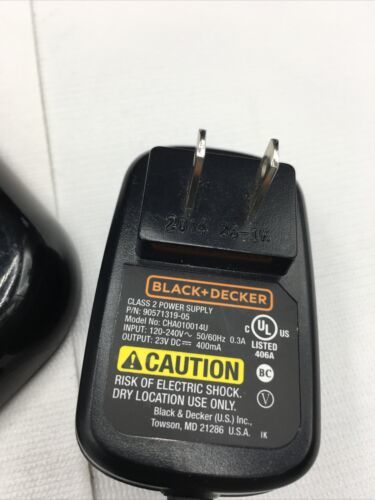 2014 26-IK
BLACK+DECKER
CLASS 2 POWER SUPPLY
P/N: 90571319-05
Model No: CHA010014U
INPUT: 120-240V~ 50/60Hz 0.3A
OUTPUT: 23V DC⎓ 400mA
C UL US
LISTED
406A
BC
V
CAUTION
RISK OF ELECTRIC SHOCK.
DRY LOCATION USE ONLY.
Black & Decker (U.S.) Inc.,
Towson, MD 21286 U.S.A.
IK